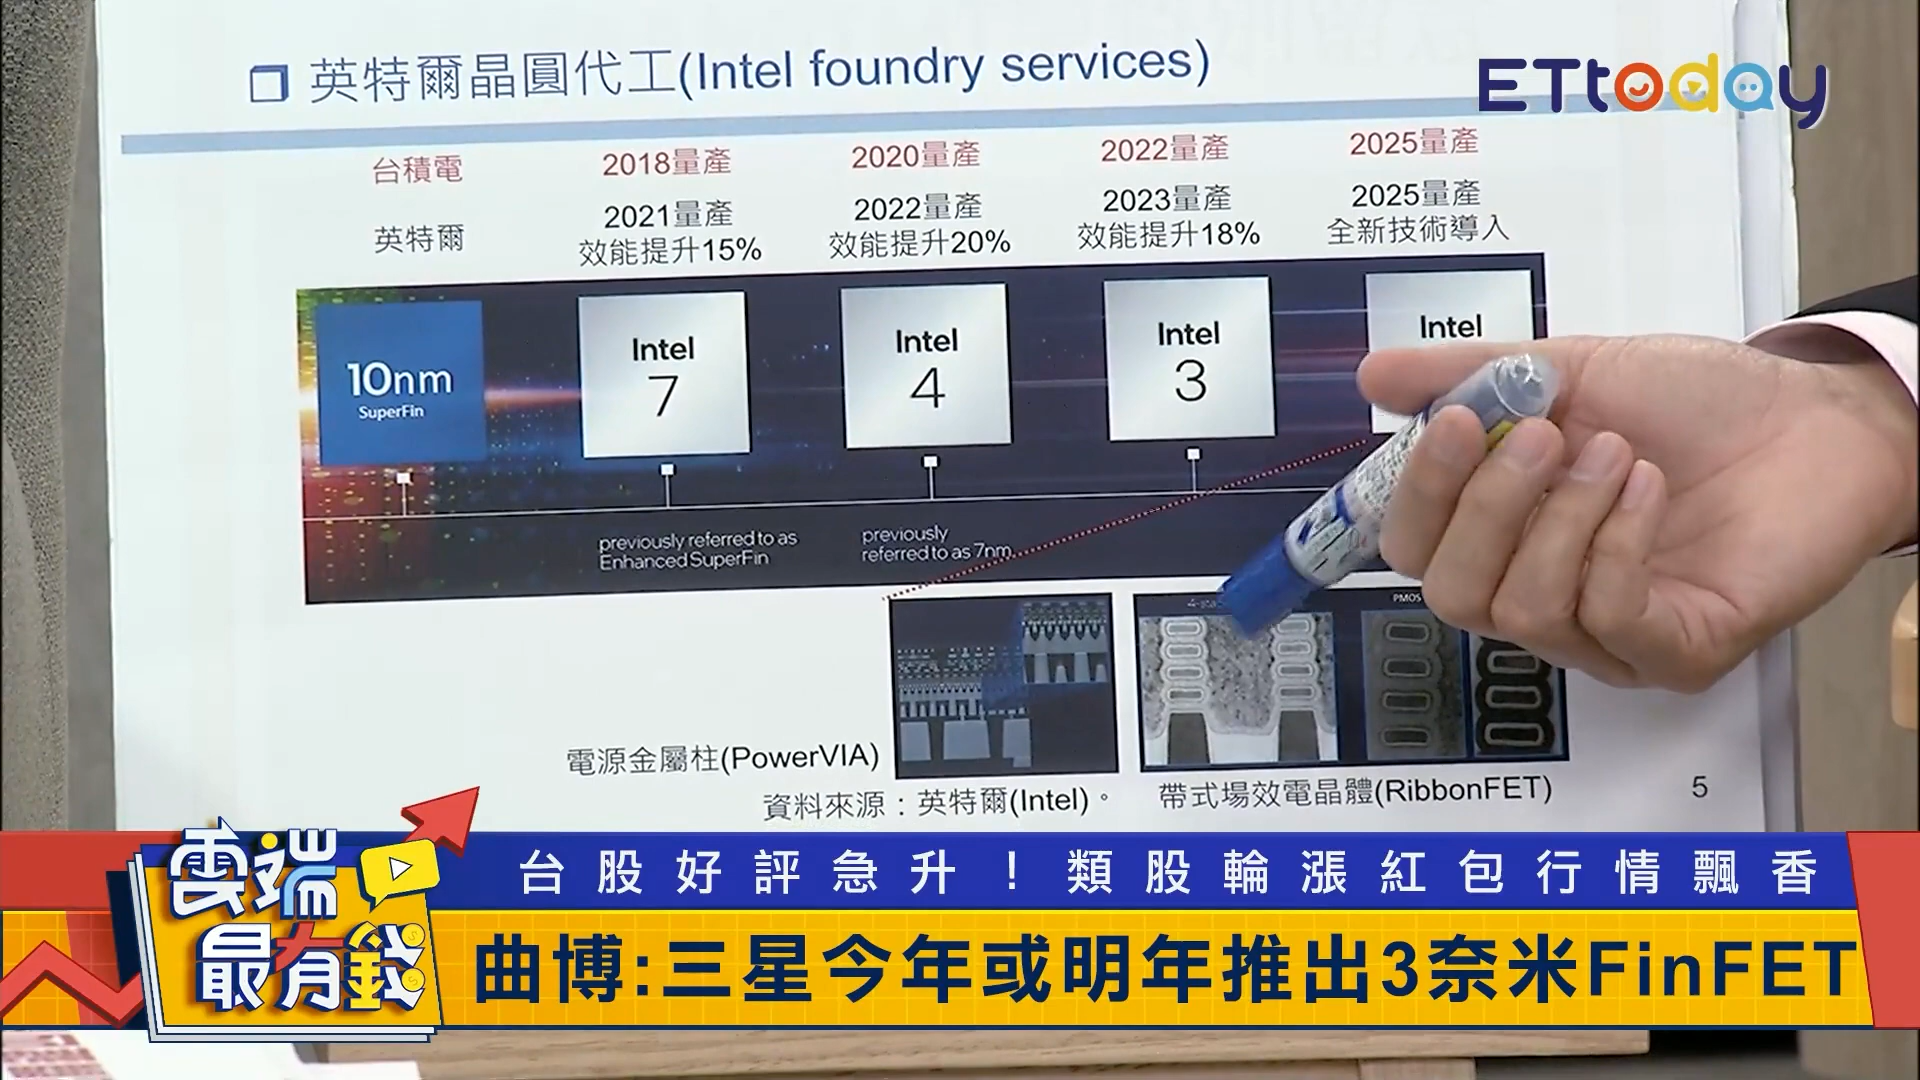 英特爾晶圓代工(Intel foundry services)
ETtoday
台積電 2018量產 2020量產 2022量產 2025量產
英特爾 2021量產 2022量產 2023量產 2025量產
效能提升15% 效能提升20% 效能提升18% 全新技術導入
10nm
SuperFin
Intel
7
Intel
4
Intel
3
Intel
previously referred to as
Enhanced SuperFin
previously
referred to as 7nm
PMOS
電源金屬柱(PowerVIA)
資料來源：英特爾(Intel)。
帶式場效電晶體(RibbonFET)
5
雲端
最有錢
台股好評急升！類股輪漲紅包行情飄香
曲博:三星今年或明年推出3奈米FinFET